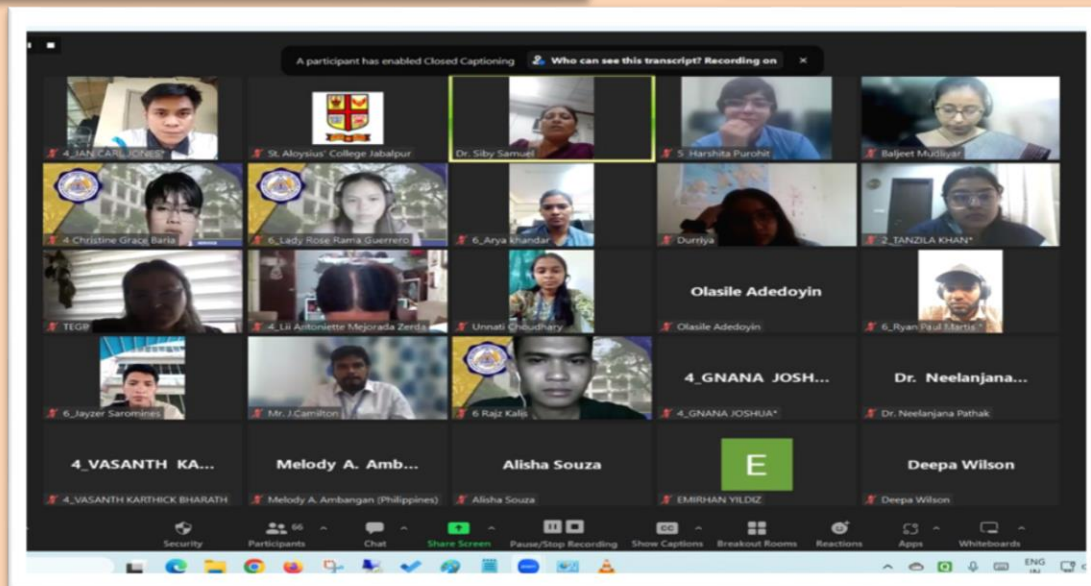 A participant has enabled Closed Captioning Who can see this transcript? Recording on
4_JAN CARL JONES*
St. Aloysius' College Jabalpur
Dr. Siby Samuel
5_Harshita Purohit
Baljeet Mudliyar
4 Christine Grace Baria
6_Lady Rose Rama Guerrero
6_Arya khandar
Durriya
2_TANZILA KHAN*
Olasile Adedoyin
TEG®
4_Lii Antoniette Mejorada Zerda
Unnati Choudhary
Olasile Adedoyin
6_Ryan Paul Martis *
4_GNANA JOSH...
Dr. Neelanjana...
6_Jayzer Saromines
Mr. J.Camilton
6 Rajz Kalis
4_GNANA JOSHUA*
Dr. Neelanjana Pathak
4_VASANTH KA...
Melody A. Amb...
Alisha Souza
E
Deepa Wilson
4_VASANTH KARTHICK BHARATH
Melody A. Ambangan (Philippines)
Alisha Souza
EMIRHAN YILDIZ
Deepa Wilson
66
CC
Security
Participants
Chat
Share Screen
Pause/Stop Recording
Show Captions
Breakout Rooms
Reactions
Apps
Whiteboards
ENG
IN